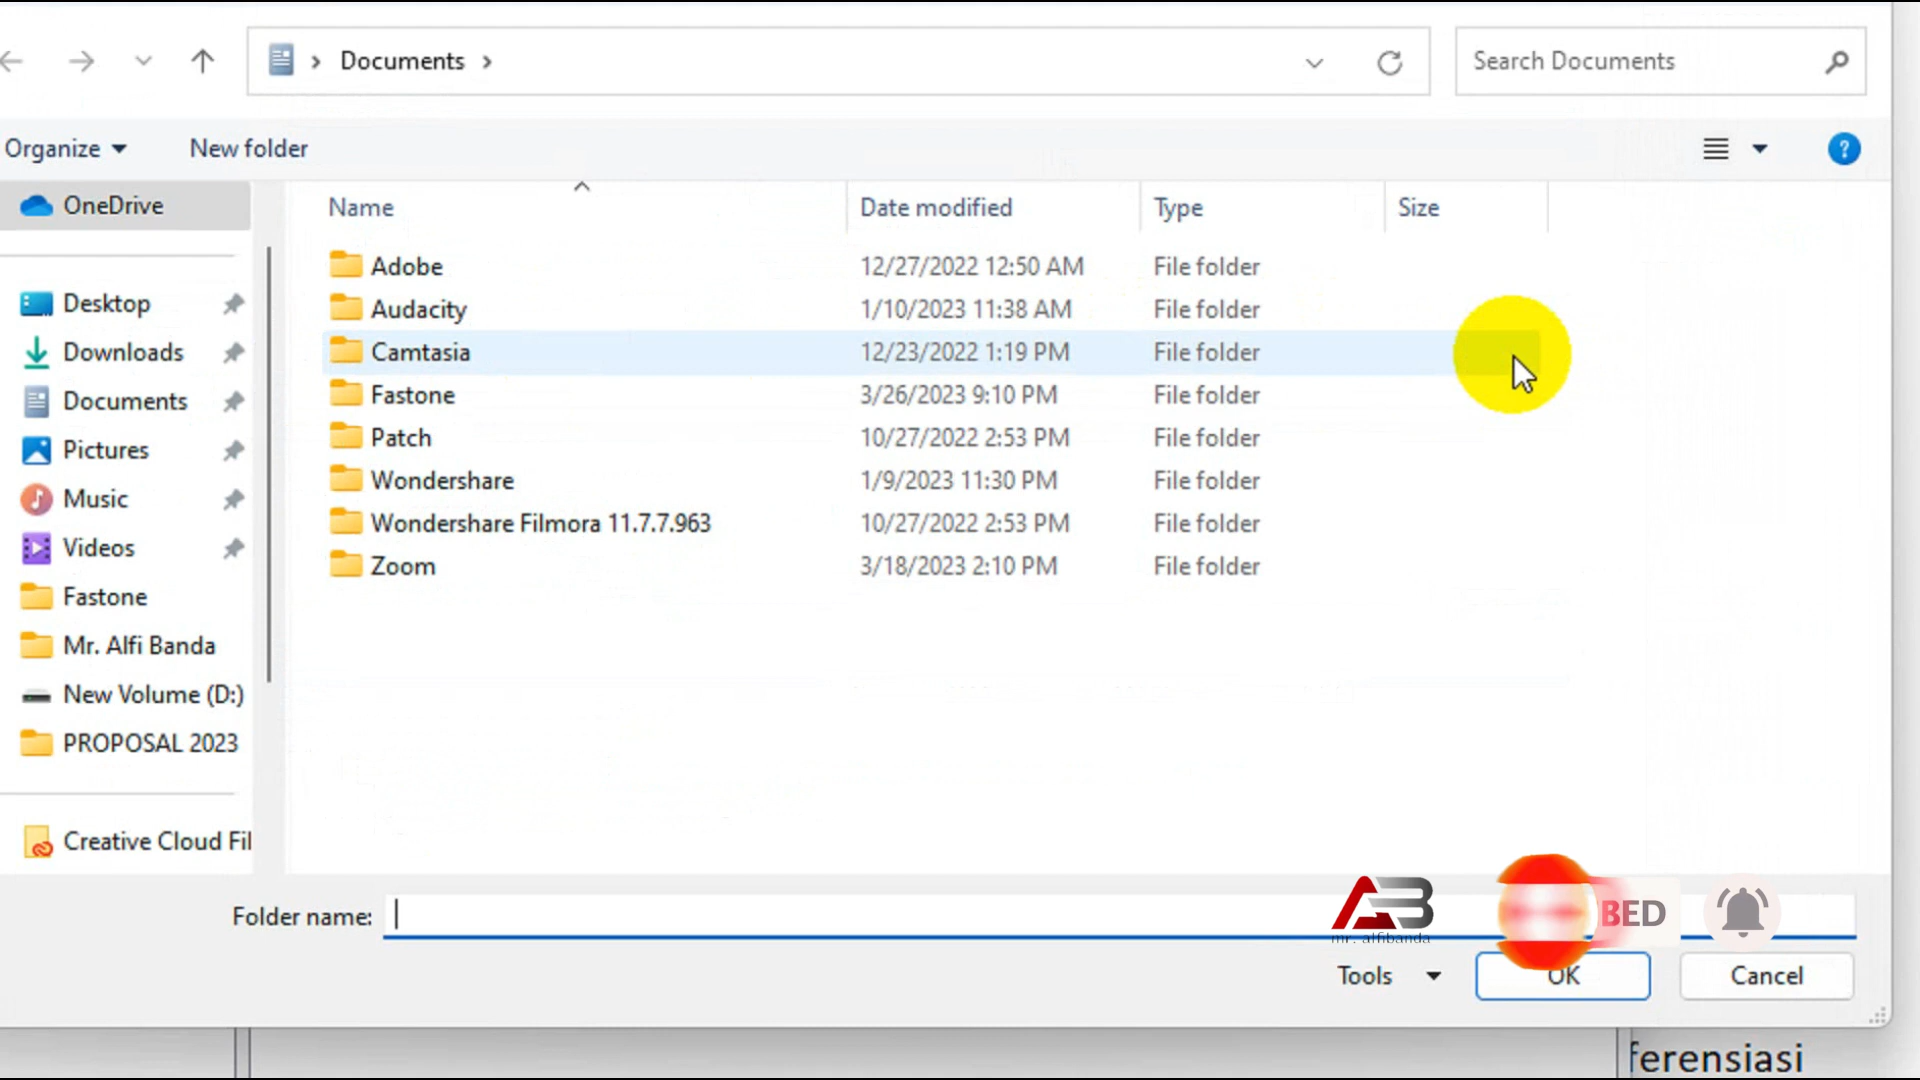 Documents
Search Documents
Organize
New folder
OneDrive
Desktop
Downloads
Documents
Pictures
Music
Videos
Fastone
Mr. Alfi Banda
New Volume (D:)
PROPOSAL 2023
Creative Cloud Fil
Name Date modified Type Size
Adobe 12/27/2022 12:50 AM File folder
Audacity 1/10/2023 11:38 AM File folder
Camtasia 12/23/2022 1:19 PM File folder
Fastone 3/26/2023 9:10 PM File folder
Patch 10/27/2022 2:53 PM File folder
Wondershare 1/9/2023 11:30 PM File folder
Wondershare Filmora 11.7.7.963 10/27/2022 2:53 PM File folder
Zoom 3/18/2023 2:10 PM File folder
Folder name:
AB
mr. alfibanda
BED
Tools
OK
Cancel
ferensiasi